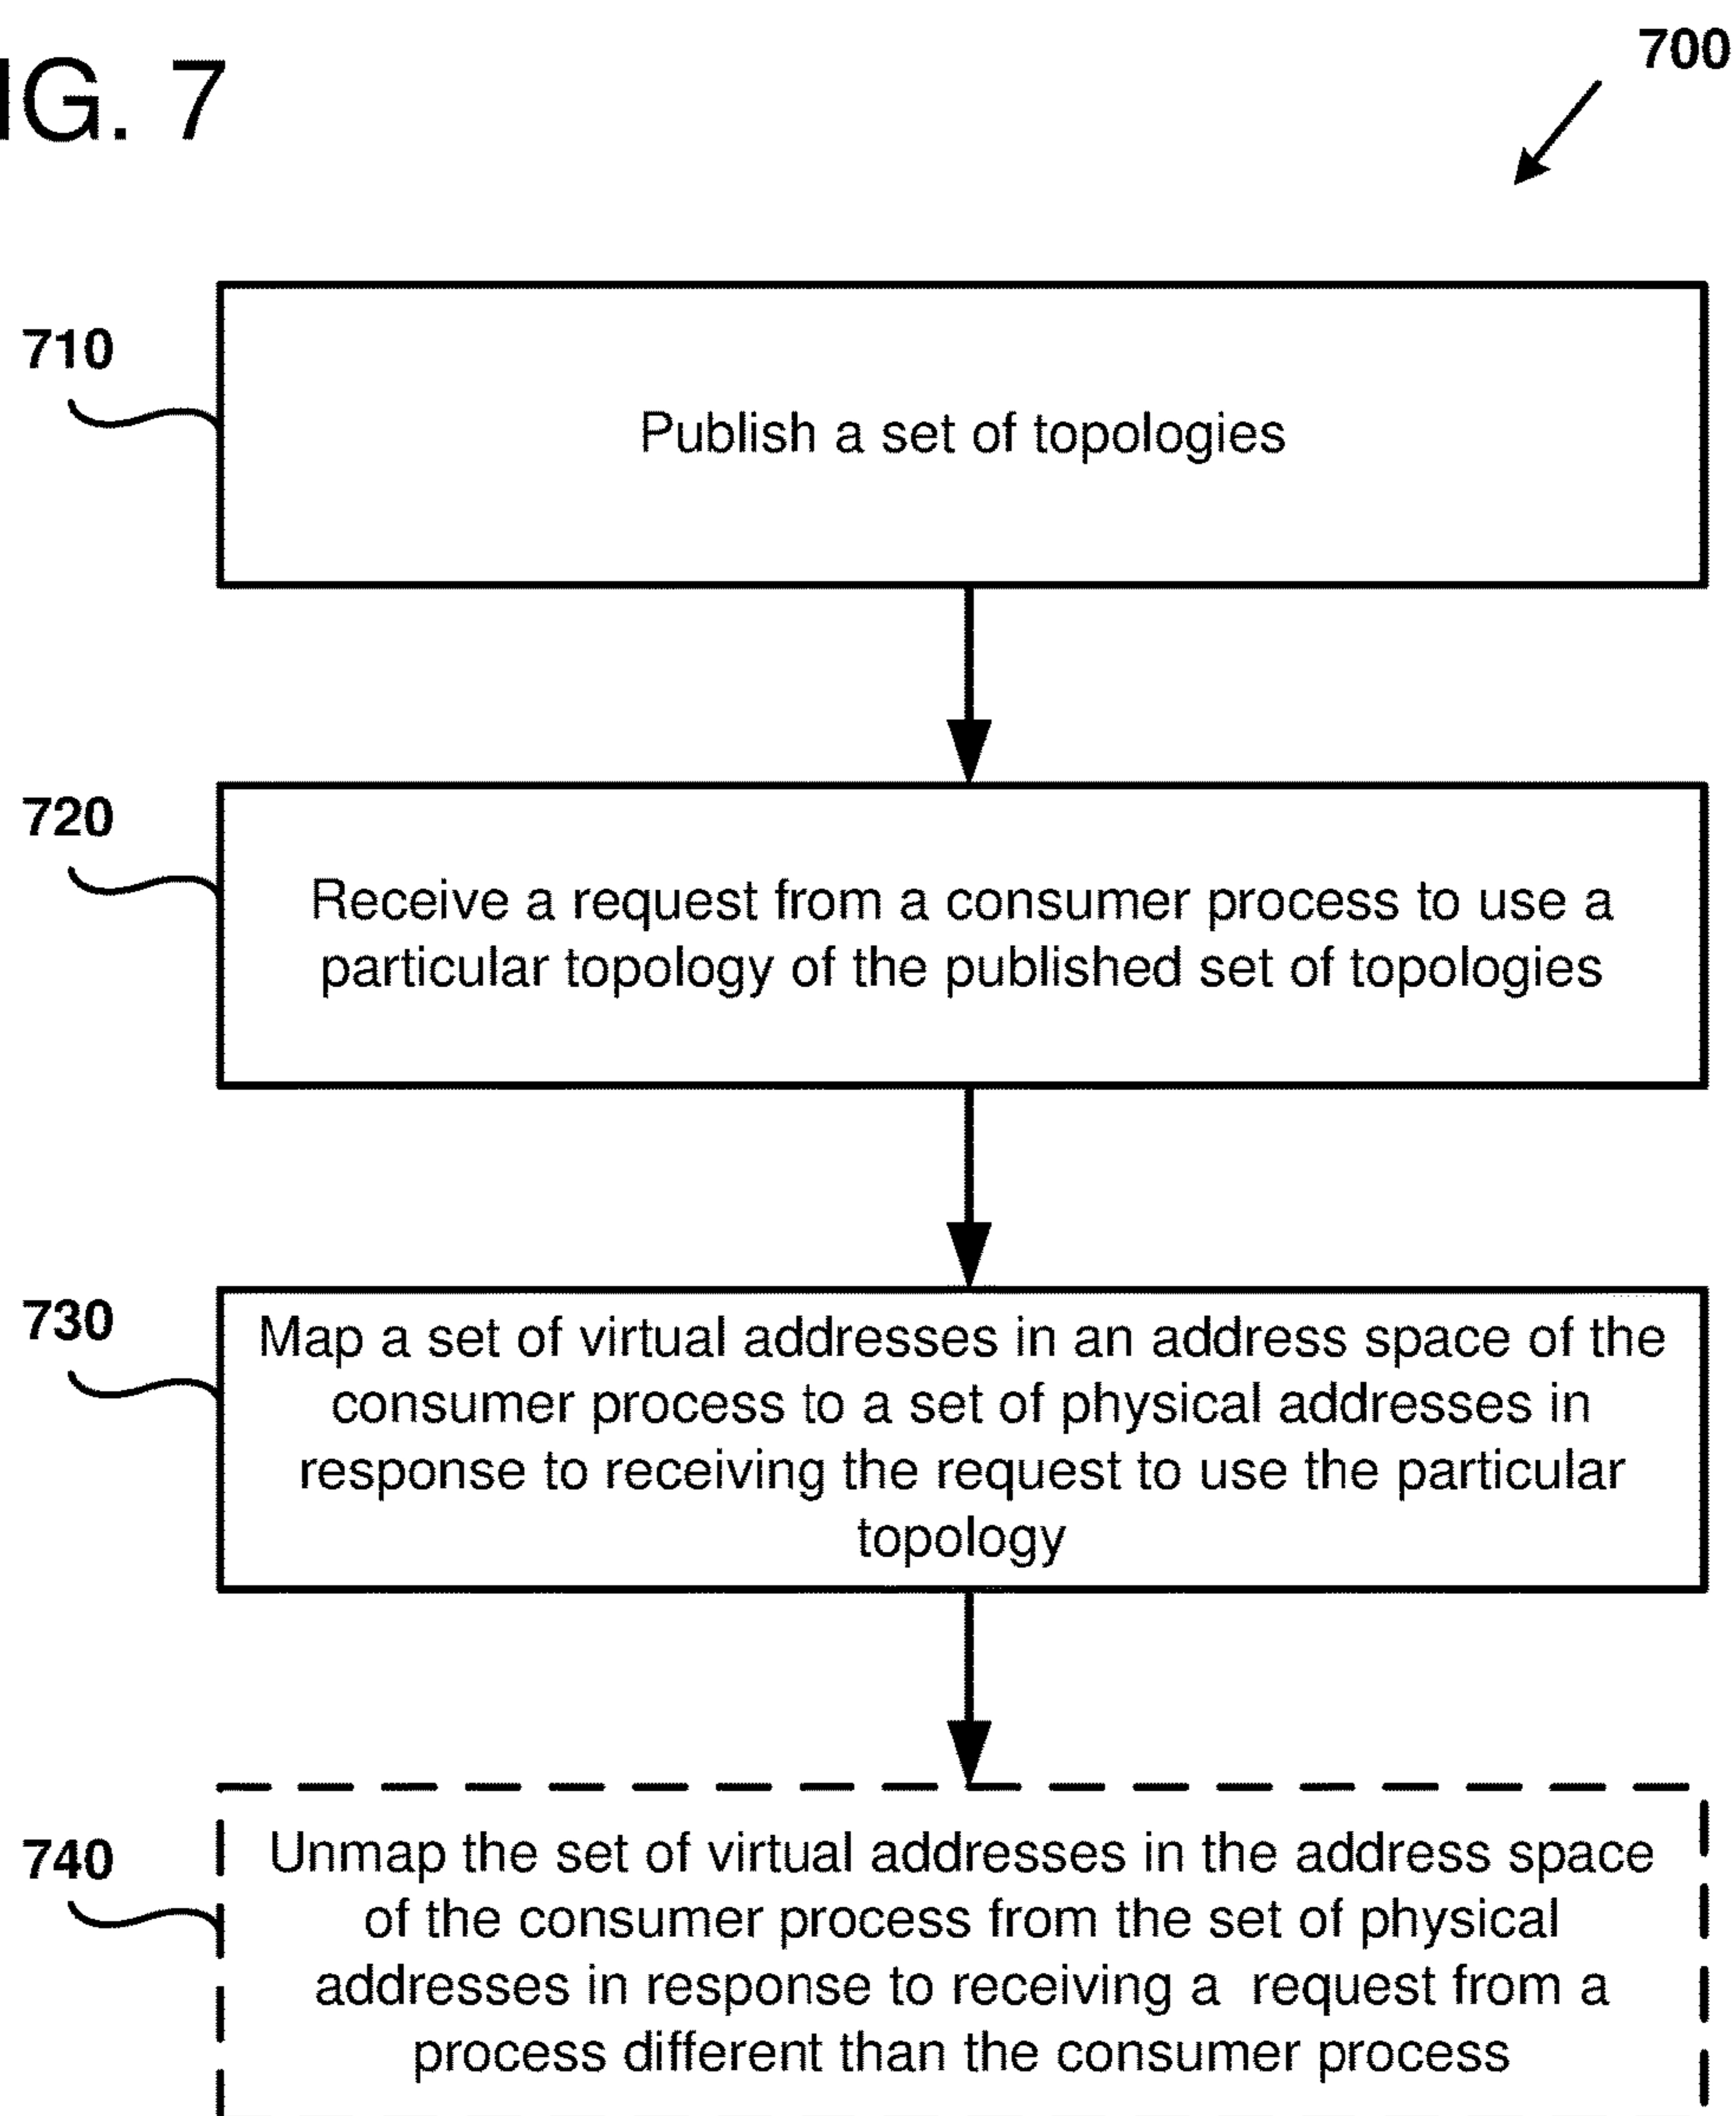 IG. 7
700
710
Publish a set of topologies
720
Receive a request from a consumer process to use a
particular topology of the published set of topologies
730
Map a set of virtual addresses in an address space of the
consumer process to a set of physical addresses in
response to receiving the request to use the particular
topology
740
Unmap the set of virtual addresses in the address space
of the consumer process from the set of physical
addresses in response to receiving a  request from a
process different than the consumer process